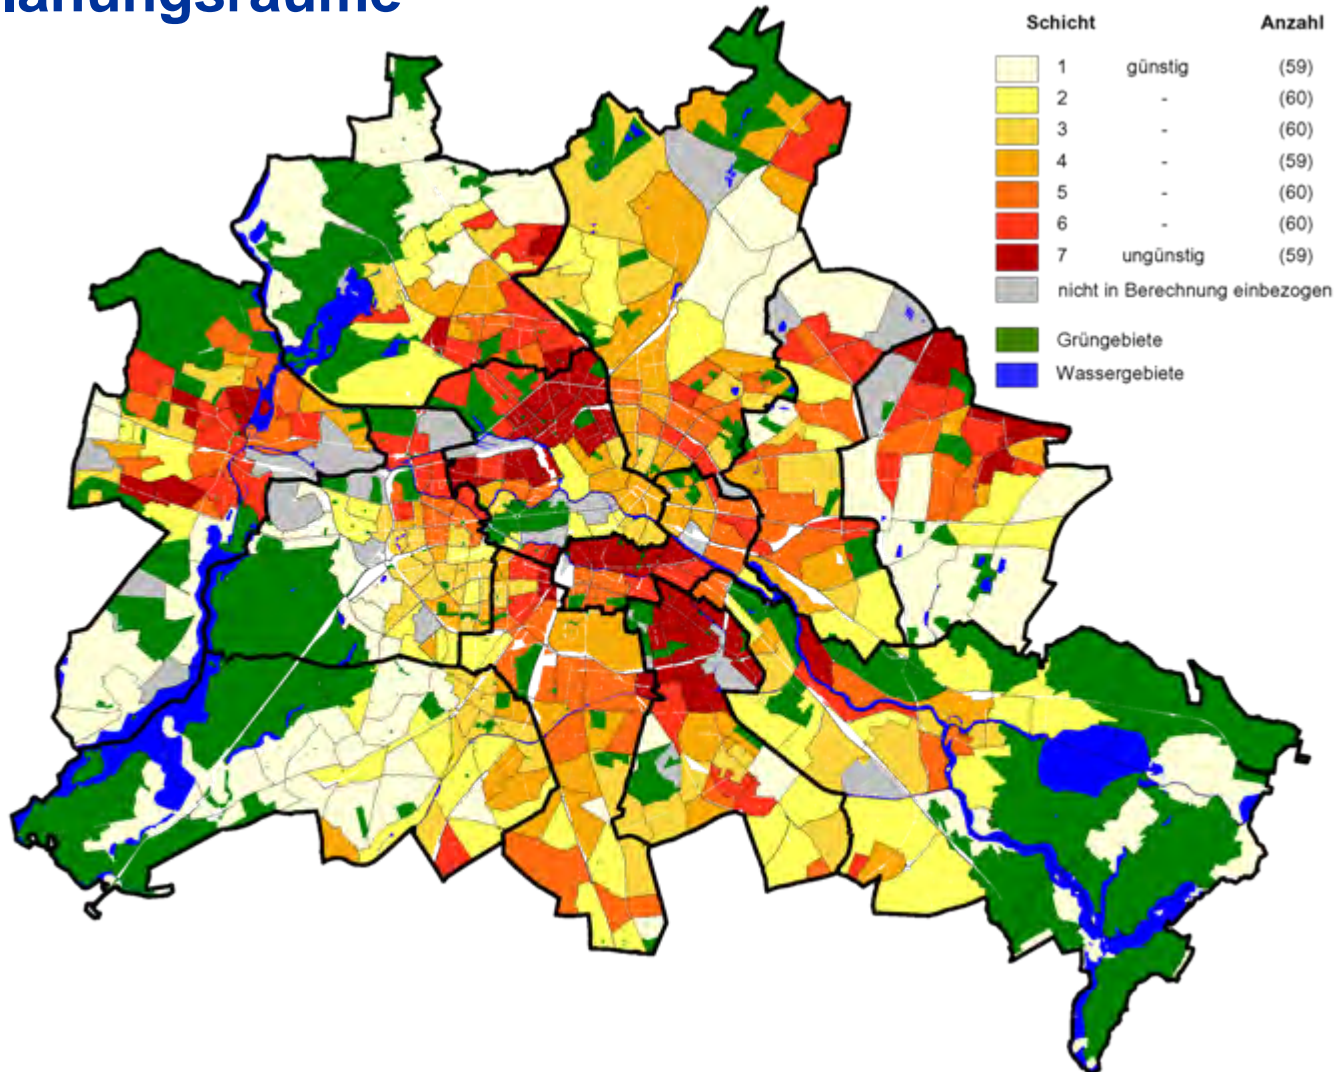 lanungsräume
Schicht Anzahl
1 günstig (59)
2 - (60)
3 - (60)
4 - (59)
5 - (60)
6 - (60)
7 ungünstig (59)
nicht in Berechnung einbezogen
Grüngebiete
Wassergebiete